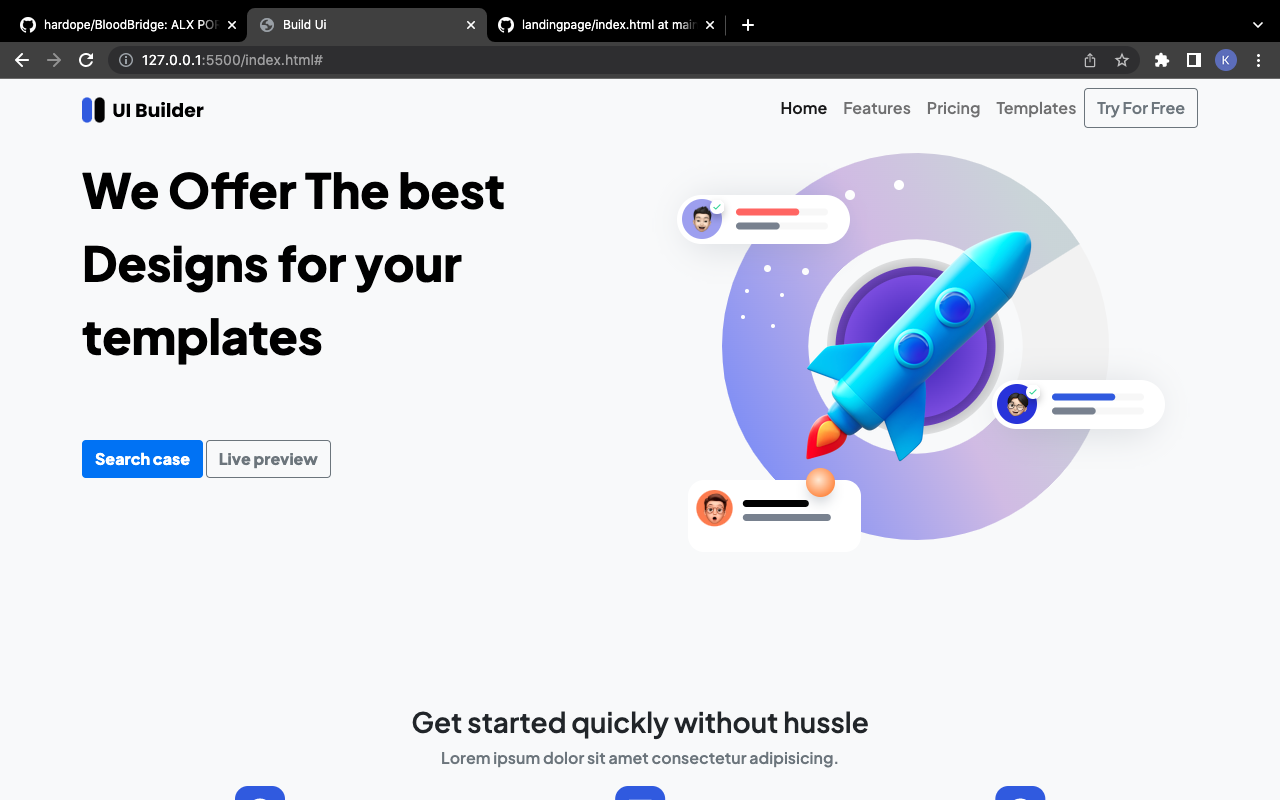 hardope/BloodBridge: ALX POR
Build Ui
landingpage/index.html at main
127.0.0.1:5500/index.html#
K
UI Builder
Home
Features
Pricing
Templates
Try For Free
We Offer The best
Designs for your
templates
Search case
Live preview
Get started quickly without hussle
Lorem ipsum dolor sit amet consectetur adipisicing.